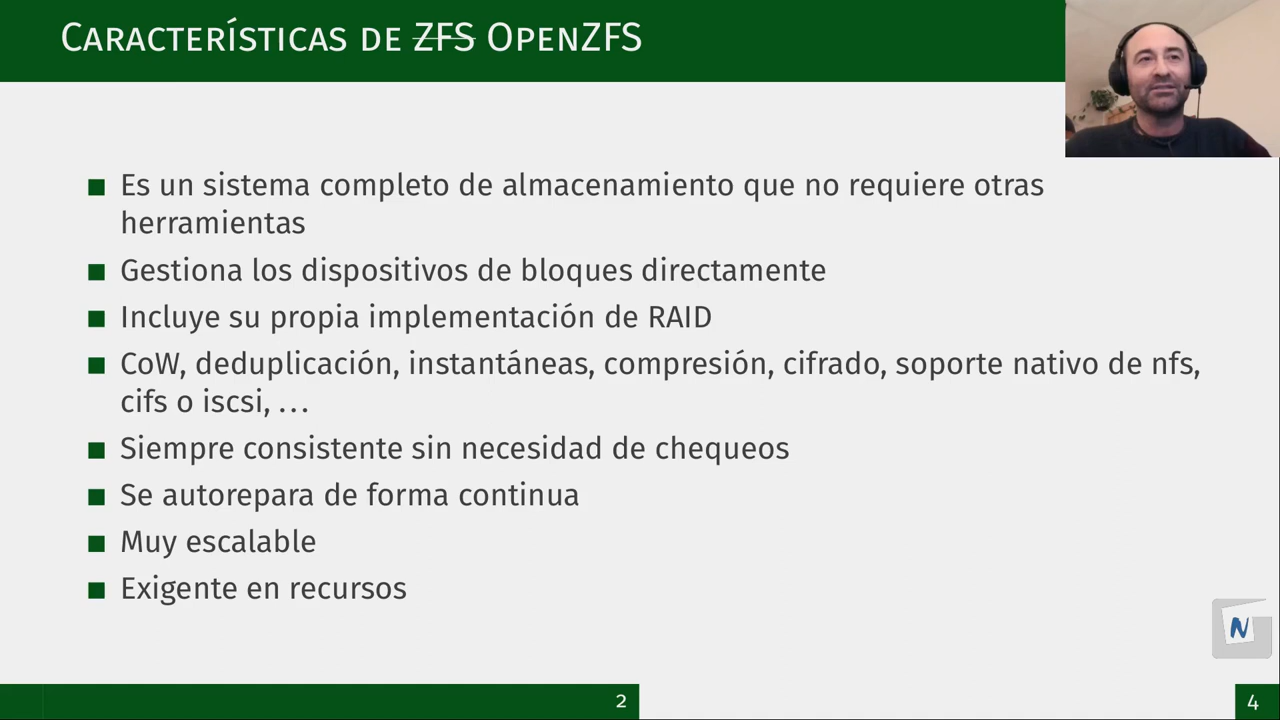 Características de ZFS OpenZFS
Es un sistema completo de almacenamiento que no requiere otras
herramientas
Gestiona los dispositivos de bloques directamente
Incluye su propia implementación de RAID
CoW, deduplicación, instantáneas, compresión, cifrado, soporte nativo de nfs,
cifs o iscsi, ...
Siempre consistente sin necesidad de chequeos
Se autorepara de forma continua
Muy escalable
Exigente en recursos
N
2
4